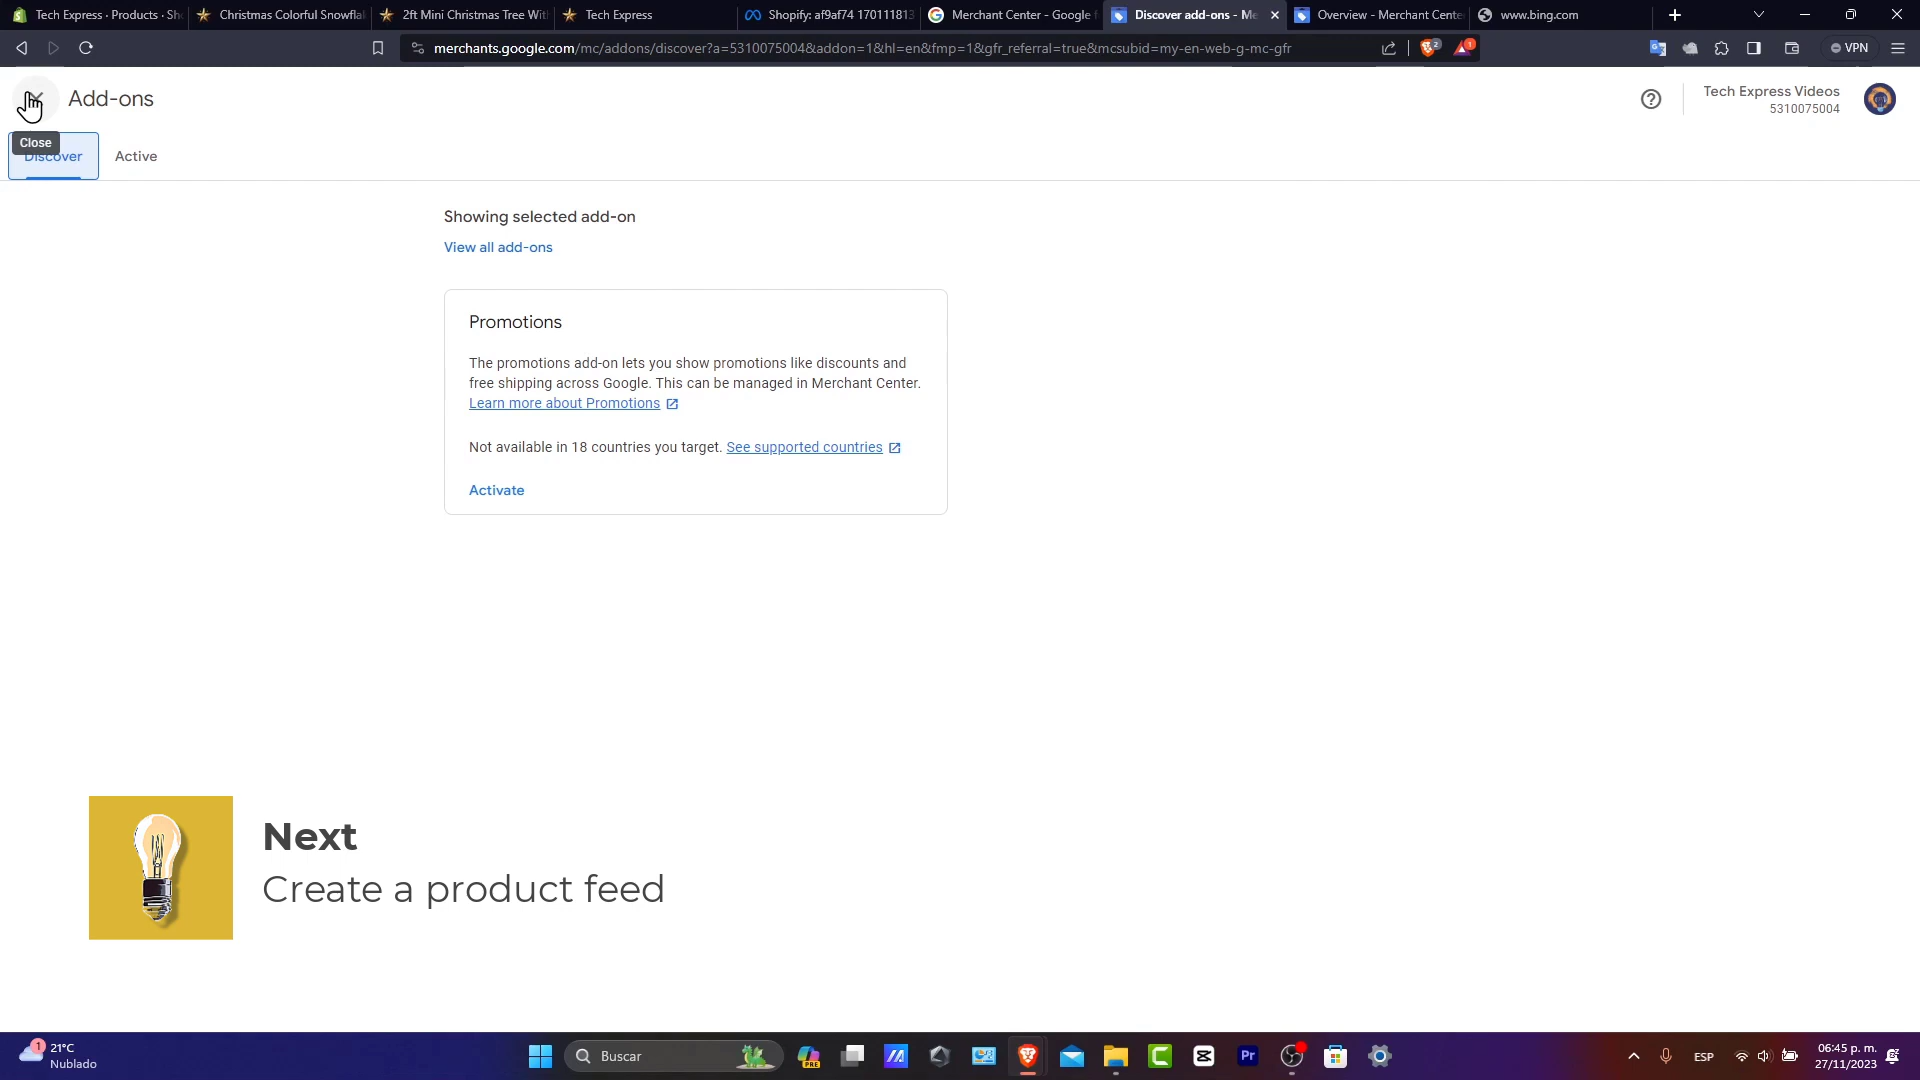 Tech Express · Products · Sh
Christmas Colorful Snowfla
2ft Mini Christmas Tree Wit
Tech Express
Shopify: af9af74 170111813
Merchant Center - Google f
Discover add-ons - Me
Overview - Merchant Cente
www.bing.com
merchants.google.com/mc/addons/discover?a=5310075004&addon=1&hl=en&fmp=1&gfr_referral=true&mcsubid=my-en-web-g-mc-gfr
2
1
VPN
Add-ons
Tech Express Videos
5310075004
Close
Discover
Active
Showing selected add-on
View all add-ons
Promotions
The promotions add-on lets you show promotions like discounts and
free shipping across Google. This can be managed in Merchant Center.
Learn more about Promotions
Not available in 18 countries you target. See supported countries
Activate
Next
Create a product feed
1
21°C
Nublado
Buscar
PRE
Pr
ESP
06:45 p. m.
27/11/2023